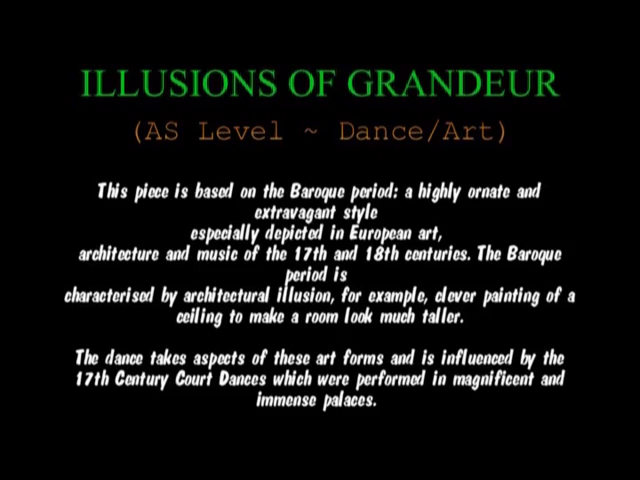 ILLUSIONS OF GRANDEUR
(AS Level ~ Dance/Art)
This piece is based on the Baroque period: a highly ornate and
extravagant style
especially depicted in European art,
architecture and music of the 17th and 18th centuries. The Baroque
period is
characterised by architectural illusion, for example, clever painting of a
ceiling to make a room look much taller.
The dance takes aspects of these art forms and is influenced by the
17th Century Court Dances which were performed in magnificent and
immense palaces.